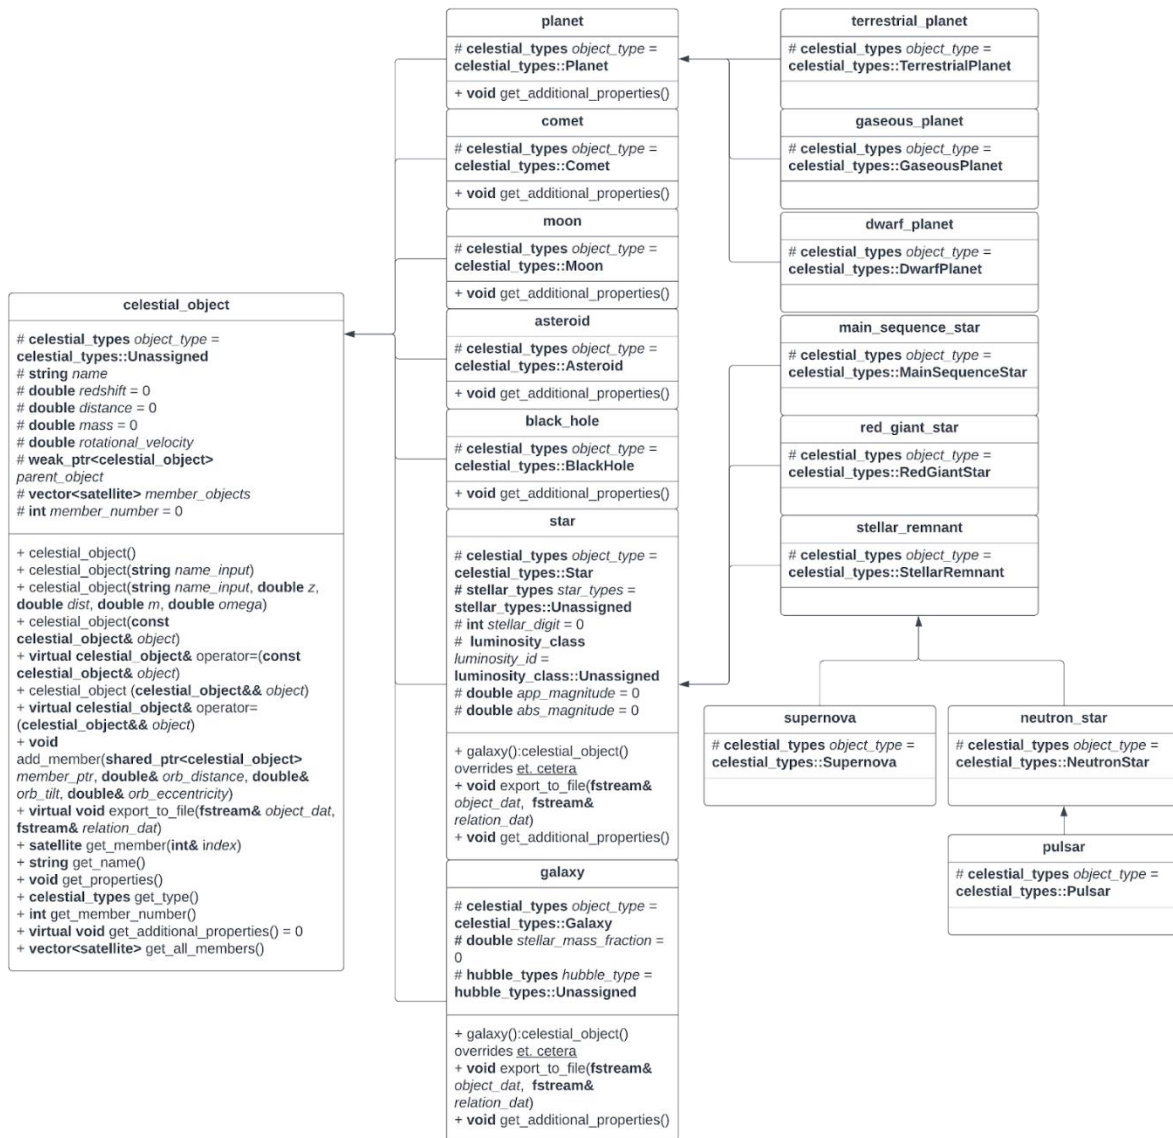 celestial_object
# celestial_types object_type =
celestial_types::Unassigned
# string name
# double redshift = 0
# double distance = 0
# double mass = 0
# double rotational_velocity
# weak_ptr<celestial_object>
parent_object
# vector<satellite> member_objects
# int member_number = 0
+ celestial_object()
+ celestial_object(string name_input)
+ celestial_object(string name_input, double z,
double dist, double m, double omega)
+ celestial_object(const
celestial_object& object)
+ virtual celestial_object& operator=(const
celestial_object& object)
+ celestial_object (celestial_object&& object)
+ virtual celestial_object& operator=
(celestial_object&& object)
+ void
add_member(shared_ptr<celestial_object>
member_ptr, double& orb_distance, double&
orb_tilt, double& orb_eccentricity)
+ virtual void export_to_file(fstream& object_dat,
fstream& relation_dat)
+ satellite get_member(int& index)
+ string get_name()
+ void get_properties()
+ celestial_types get_type()
+ int get_member_number()
+ virtual void get_additional_properties() = 0
+ vector<satellite> get_all_members()
planet
# celestial_types object_type =
celestial_types::Planet
+ void get_additional_properties()
comet
# celestial_types object_type =
celestial_types::Comet
+ void get_additional_properties()
moon
# celestial_types object_type =
celestial_types::Moon
+ void get_additional_properties()
asteroid
# celestial_types object_type =
celestial_types::Asteroid
+ void get_additional_properties()
black_hole
# celestial_types object_type =
celestial_types::BlackHole
+ void get_additional_properties()
star
# celestial_types object_type =
celestial_types::Star
# stellar_types star_types =
stellar_types::Unassigned
# int stellar_digit = 0
# luminosity_class
luminosity_id =
luminosity_class::Unassigned
# double app_magnitude = 0
# double abs_magnitude = 0
+ galaxy():celestial_object()
overrides et. cetera
+ void export_to_file(fstream&
object_dat, fstream&
relation_dat)
+ void get_additional_properties()
galaxy
# celestial_types object_type =
celestial_types::Galaxy
# double stellar_mass_fraction =
0
# hubble_types hubble_type =
hubble_types::Unassigned
+ galaxy():celestial_object()
overrides et. cetera
+ void export_to_file(fstream&
object_dat, fstream&
relation_dat)
+ void get_additional_properties()
terrestrial_planet
# celestial_types object_type =
celestial_types::TerrestrialPlanet
gaseous_planet
# celestial_types object_type =
celestial_types::GaseousPlanet
dwarf_planet
# celestial_types object_type =
celestial_types::DwarfPlanet
main_sequence_star
# celestial_types object_type =
celestial_types::MainSequenceStar
red_giant_star
# celestial_types object_type =
celestial_types::RedGiantStar
stellar_remnant
# celestial_types object_type =
celestial_types::StellarRemnant
supernova
# celestial_types object_type =
celestial_types::Supernova
neutron_star
# celestial_types object_type =
celestial_types::NeutronStar
pulsar
# celestial_types object_type =
celestial_types::Pulsar